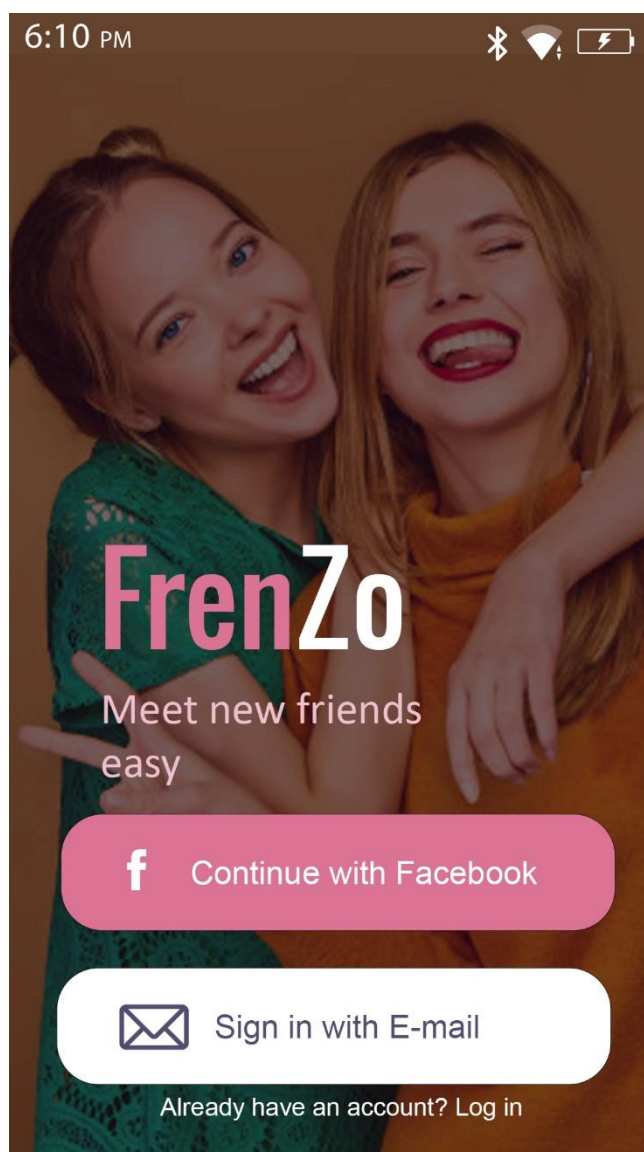 6:10 PM
FrenZo
Meet new friends
easy
f Continue with Facebook
Sign in with E-mail
Already have an account? Log in